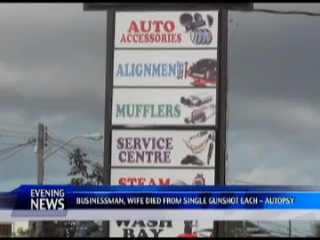 AUTO
ACCESSORIES
ALIGNMENT
MUFFLERS
SERVICE
CENTRE
STEAM
EVENING
NEWS
BUSINESSMAN, WIFE DIED FROM SINGLE GUNSHOT EACH – AUTOPSY
WASH
BAY